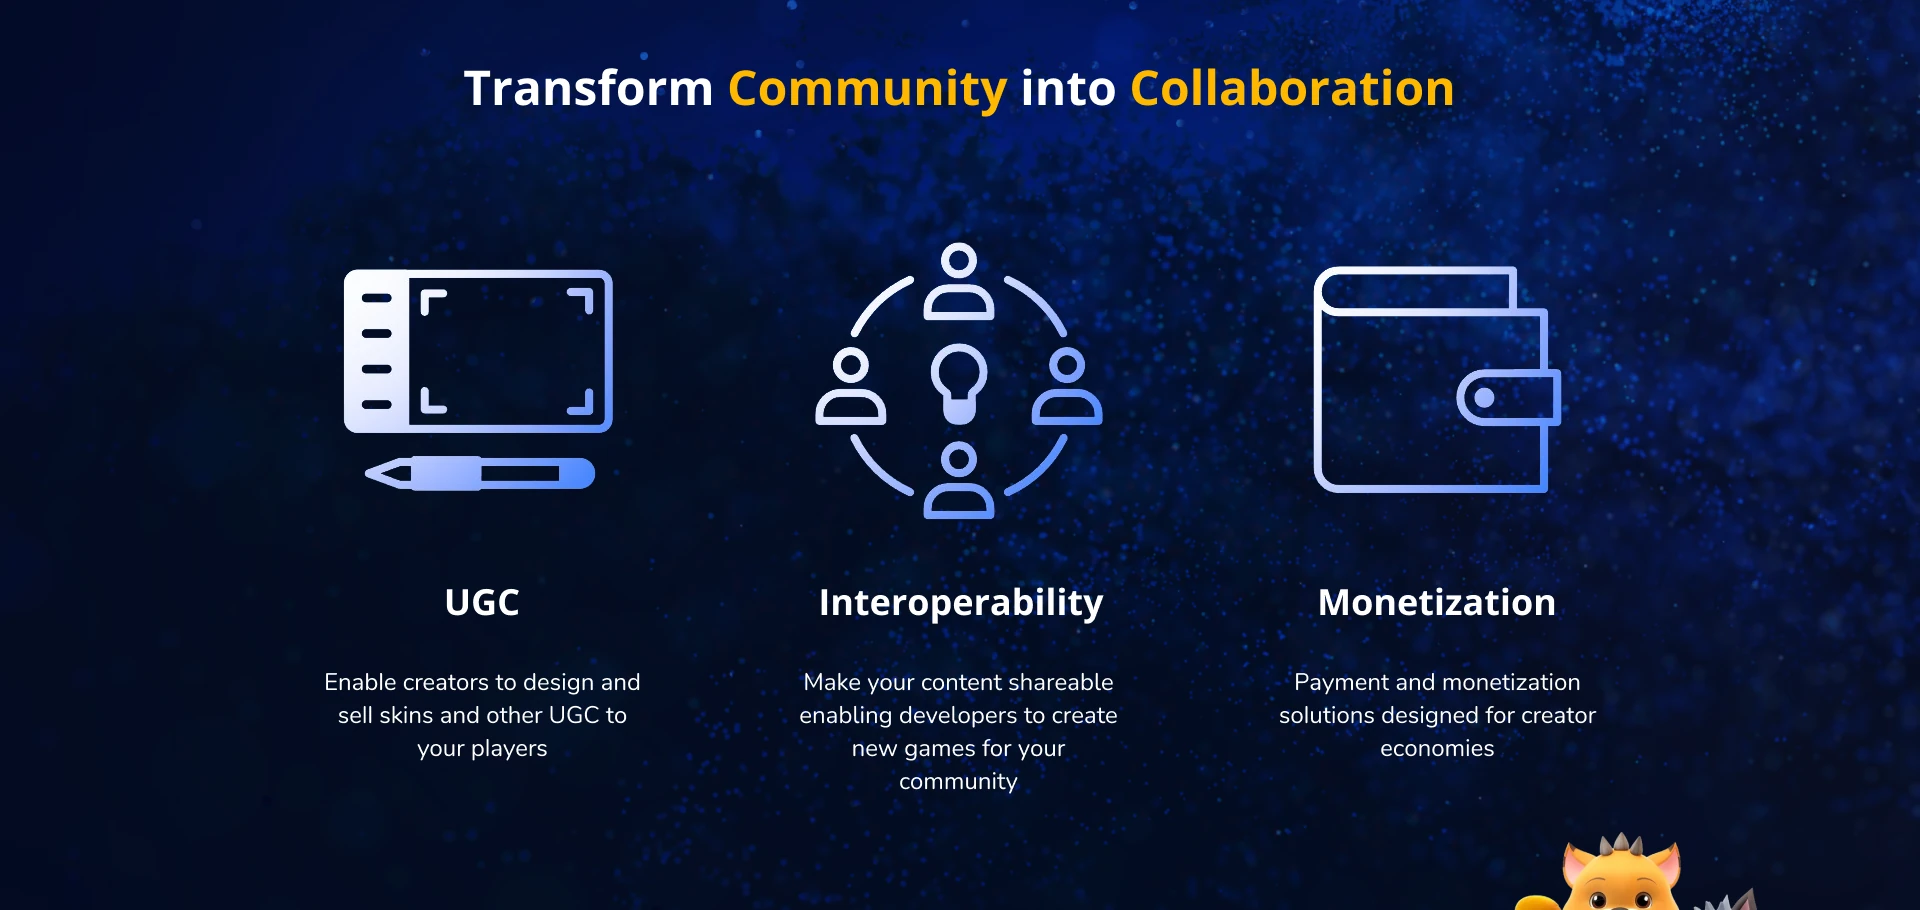 Transform Community into Collaboration
UGC
Enable creators to design and
sell skins and other UGC to
your players
Interoperability
Make your content shareable
enabling developers to create
new games for your
community
Monetization
Payment and monetization
solutions designed for creator
economies